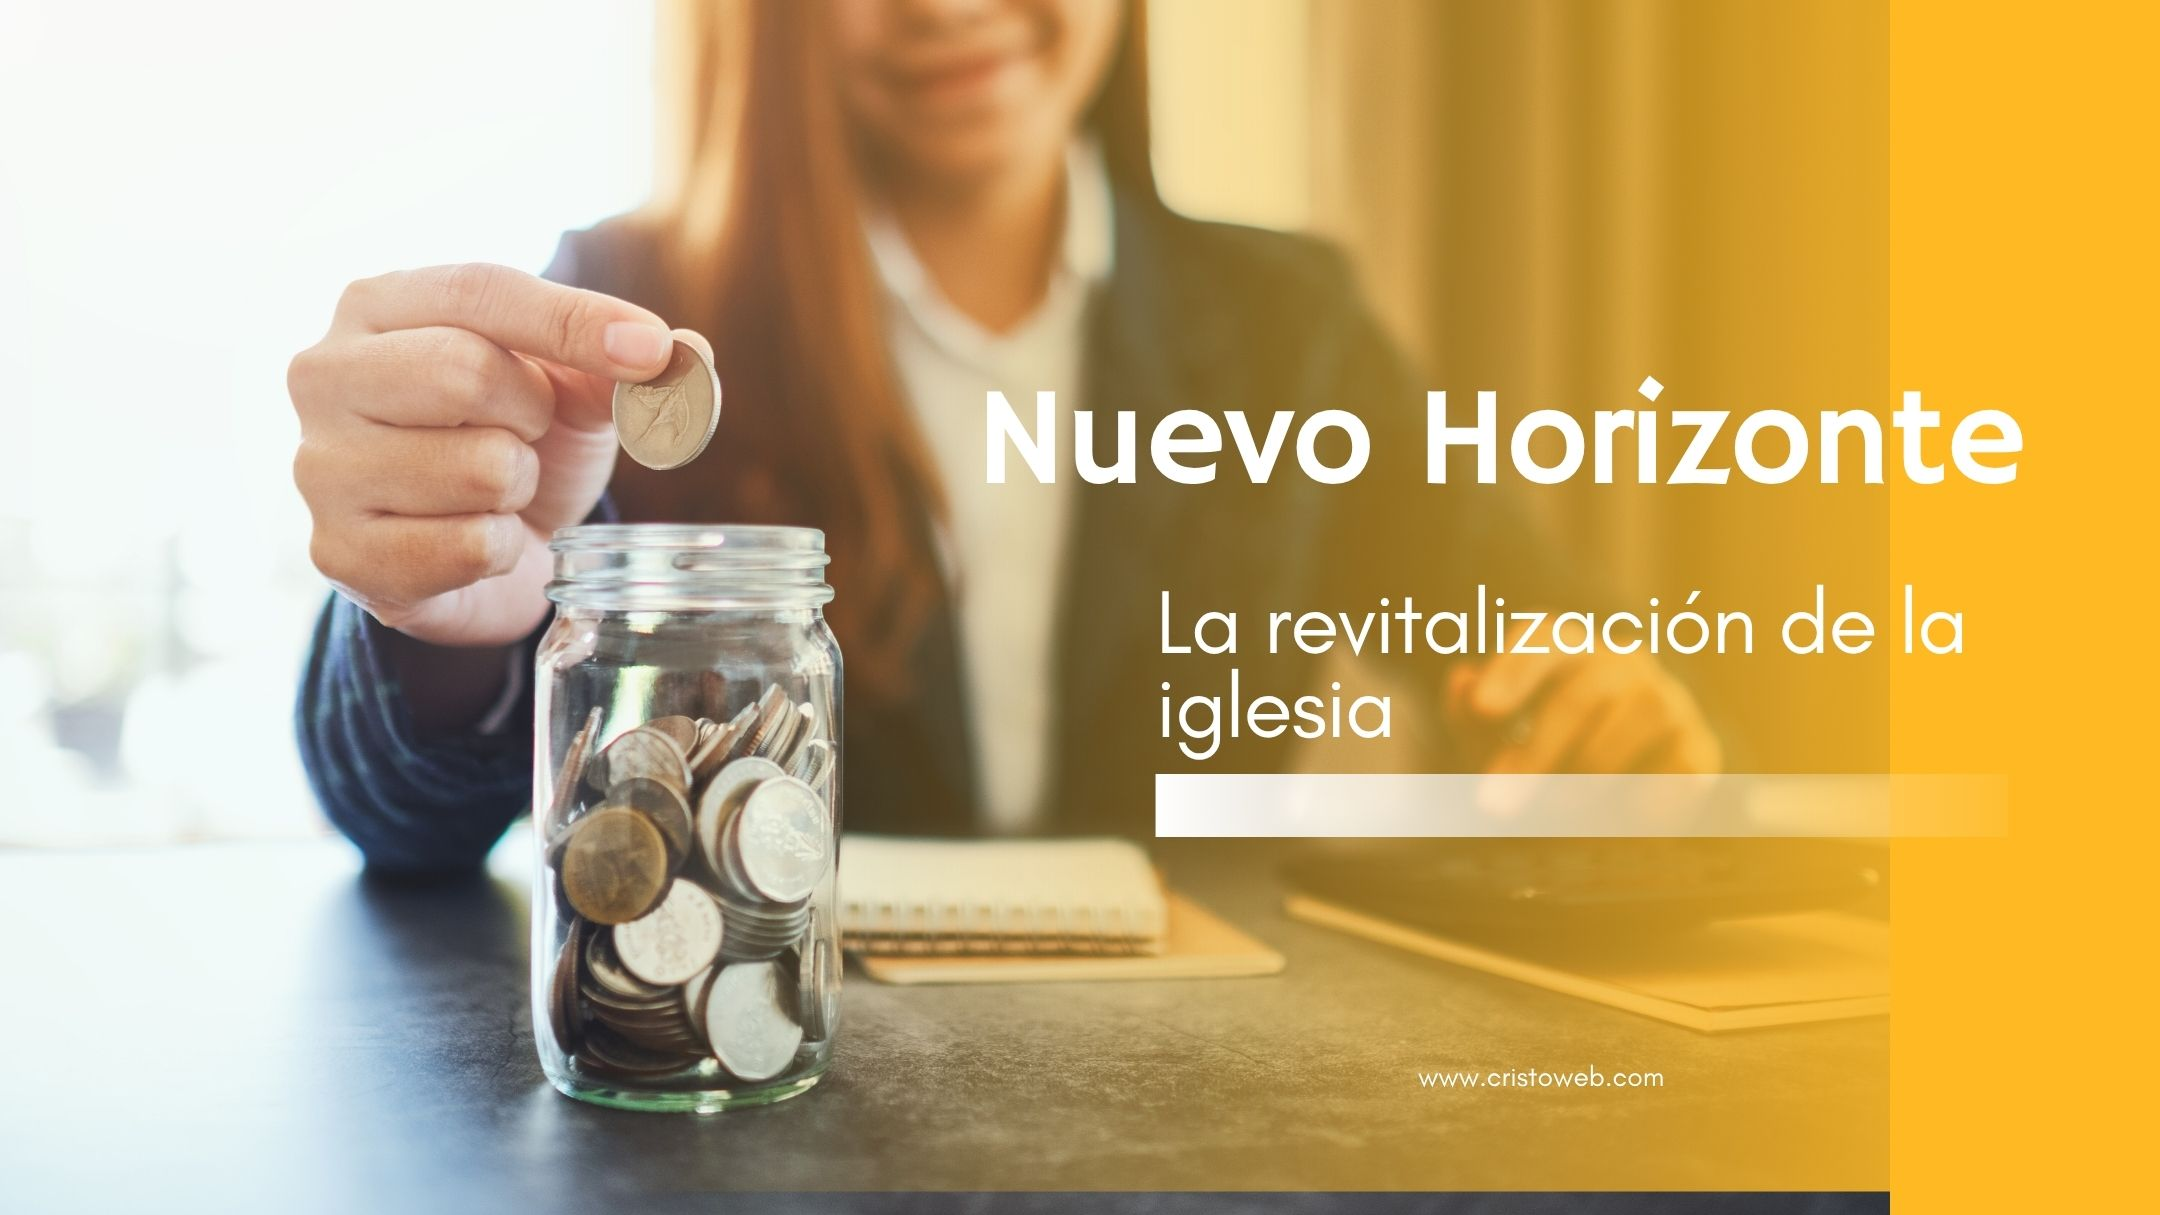 Nuevo Horizonte
La revitalización de la
iglesia
www.cristoweb.com